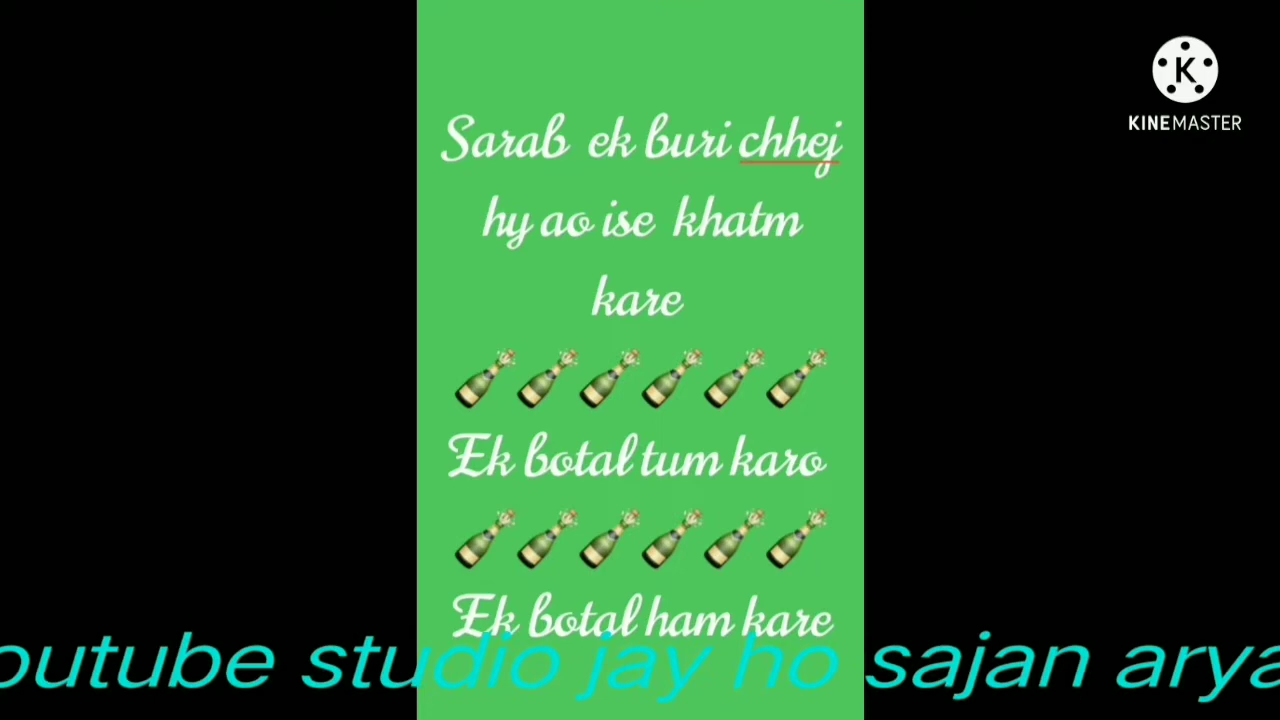 KINEMASTER
Sarab ek buri chhej
hy ao ise khatm
kare
Ek botal tum karo
Ek botal ham kare
outube studio jay ho sajan arya